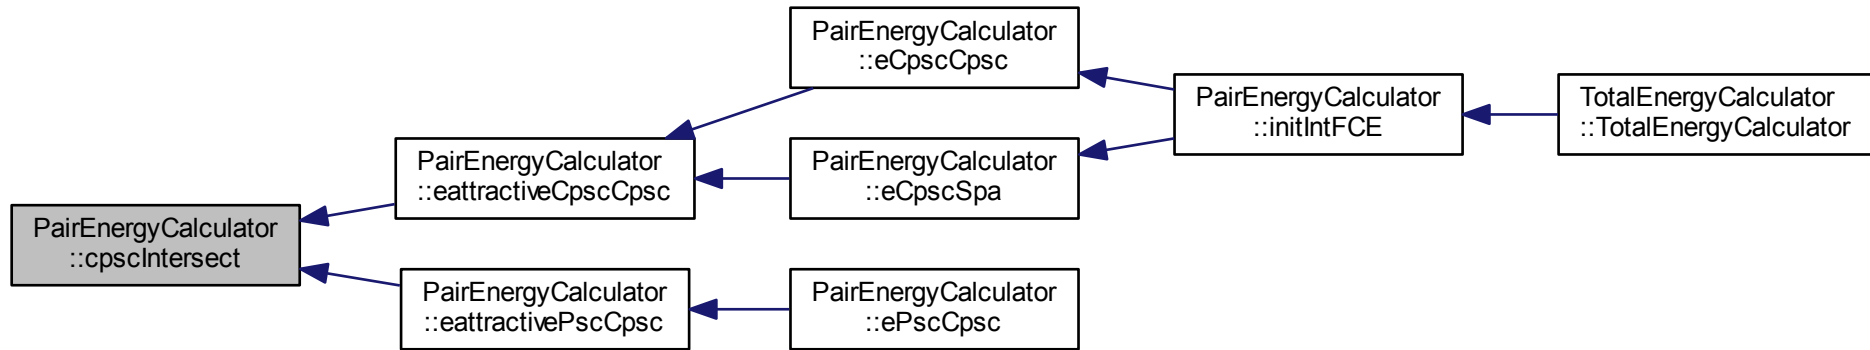 PairEnergyCalculator
::cpscIntersect
PairEnergyCalculator
::eattractiveCpscCpsc
PairEnergyCalculator
::eattractivePscCpsc
PairEnergyCalculator
::eCpscCpsc
PairEnergyCalculator
::eCpscSpa
PairEnergyCalculator
::ePscCpsc
PairEnergyCalculator
::initIntFCE
TotalEnergyCalculator
::TotalEnergyCalculator